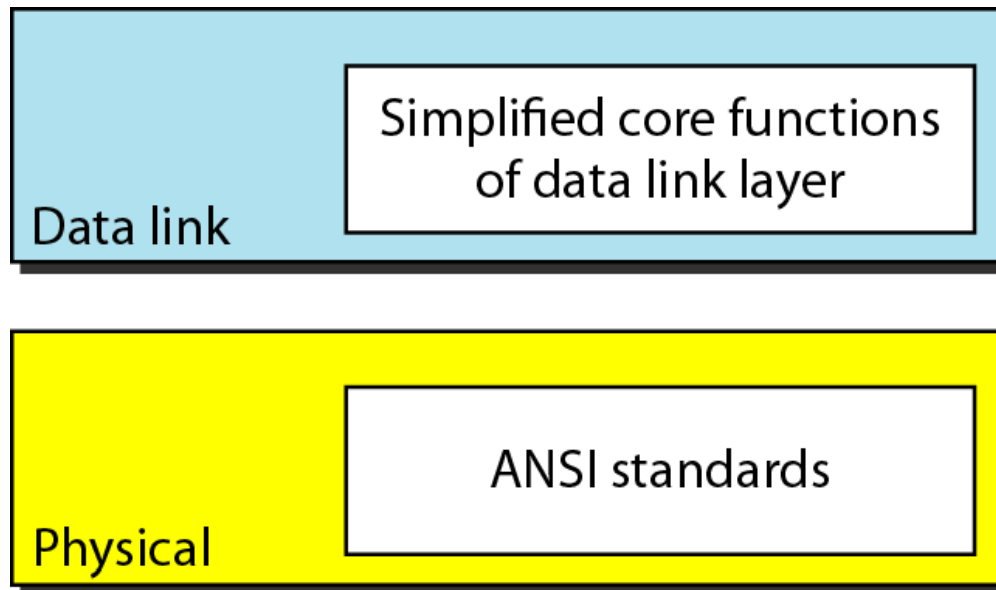 Simplified core functions
of data link layer
Data link
ANSI standards
Physical